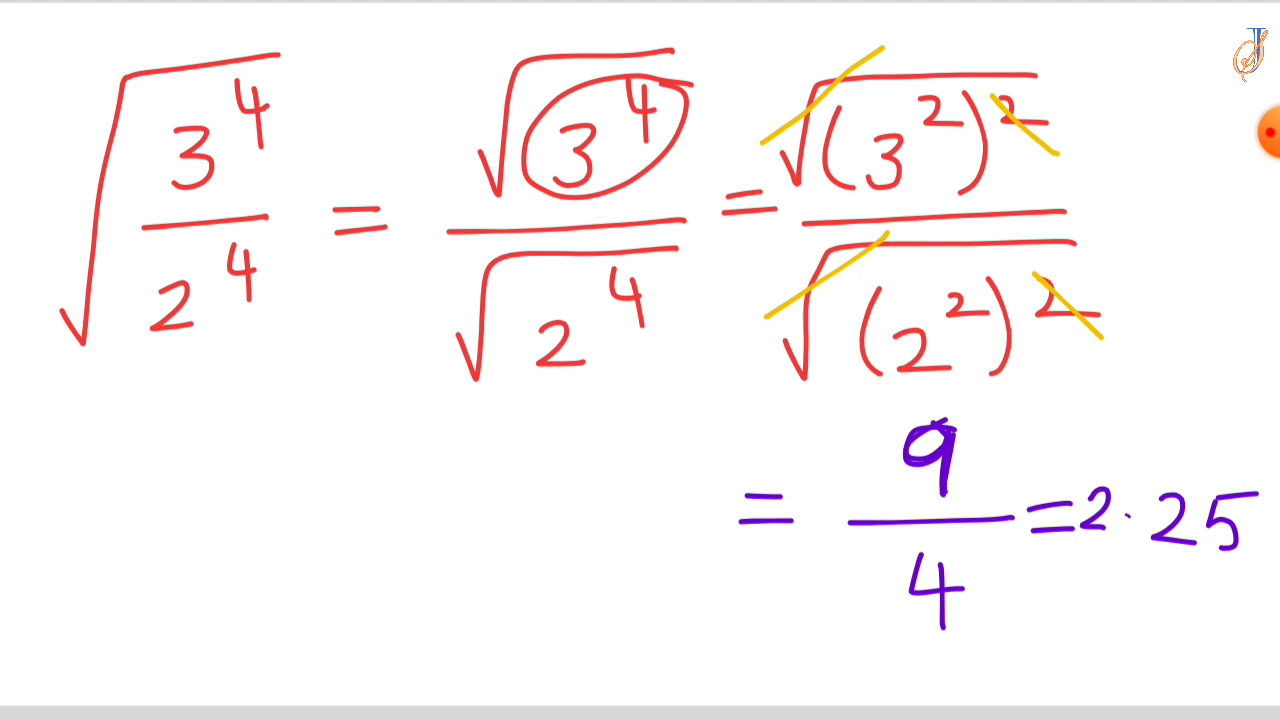 √(3⁴/2⁴) = √3⁴/√2⁴ = √(3²)²/√(2²)²
= 9/4 = 2.25